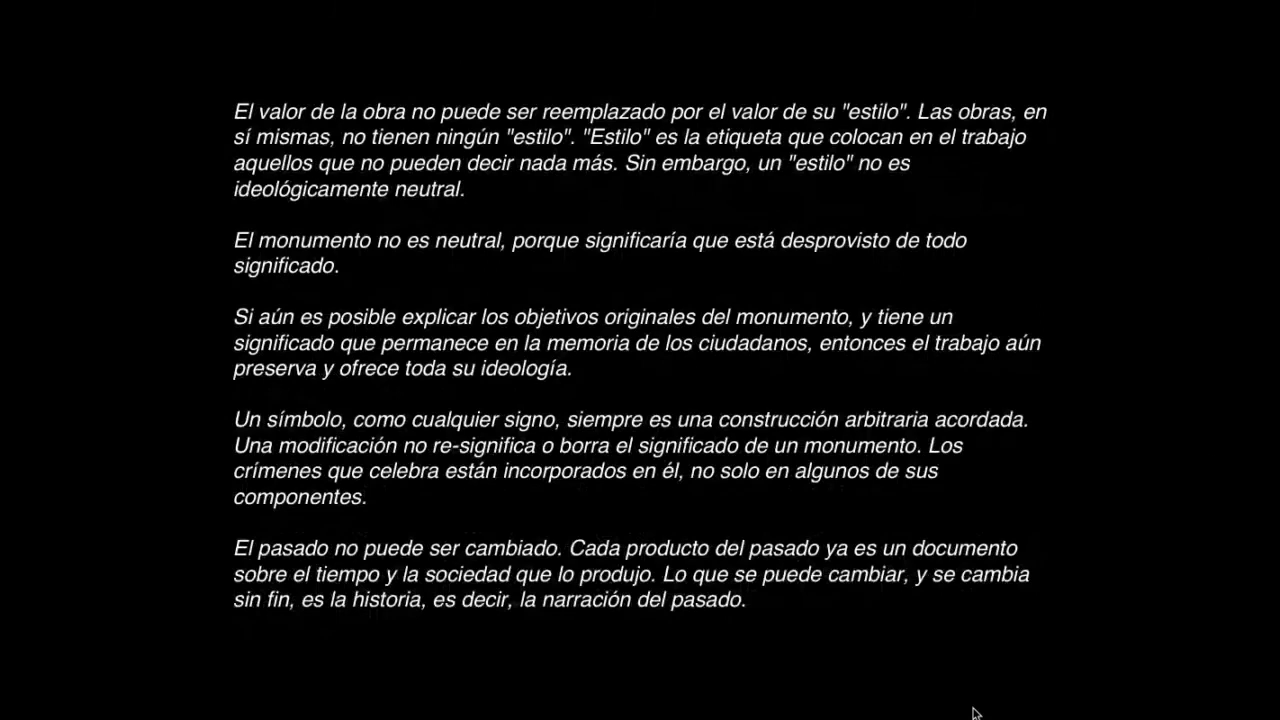 El valor de la obra no puede ser reemplazado por el valor de su "estilo". Las obras, en
sí mismas, no tienen ningún "estilo". "Estilo" es la etiqueta que colocan en el trabajo
aquellos que no pueden decir nada más. Sin embargo, un "estilo" no es
ideológicamente neutral.
El monumento no es neutral, porque significaría que está desprovisto de todo
significado.
Si aún es posible explicar los objetivos originales del monumento, y tiene un
significado que permanece en la memoria de los ciudadanos, entonces el trabajo aún
preserva y ofrece toda su ideología.
Un símbolo, como cualquier signo, siempre es una construcción arbitraria acordada.
Una modificación no re-significa o borra el significado de un monumento. Los
crímenes que celebra están incorporados en él, no solo en algunos de sus
componentes.
El pasado no puede ser cambiado. Cada producto del pasado ya es un documento
sobre el tiempo y la sociedad que lo produjo. Lo que se puede cambiar, y se cambia
sin fin, es la historia, es decir, la narración del pasado.